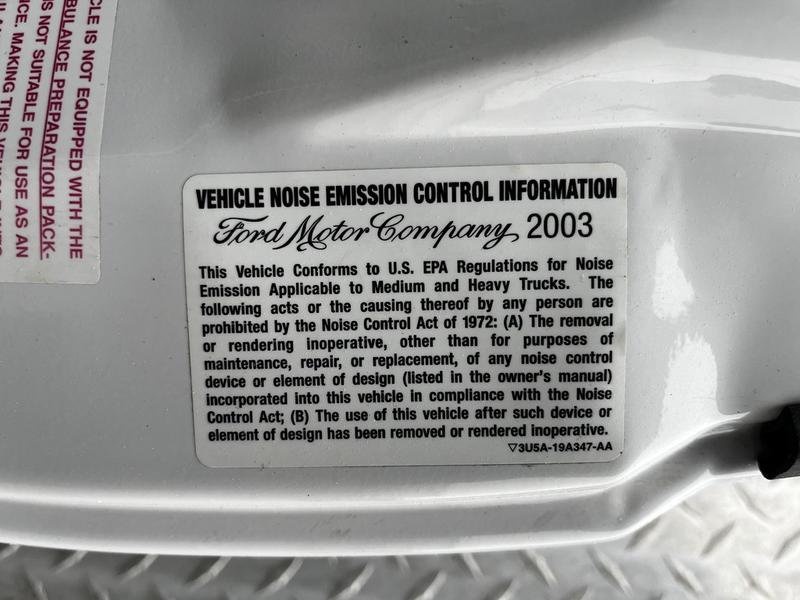 CLE IS NOT EQUIPPED WITH THE
BULANCE PREPARATION PACK-
IS NOT SUITABLE FOR USE AS AN
NCE. MAKING THIS VEHICLE INTO
VEHICLE NOISE EMISSION CONTROL INFORMATION
Ford Motor Company 2003
This Vehicle Conforms to U.S. EPA Regulations for Noise
Emission Applicable to Medium and Heavy Trucks. The
following acts or the causing thereof by any person are
prohibited by the Noise Control Act of 1972: (A) The removal
or rendering inoperative, other than for purposes of
maintenance, repair, or replacement, of any noise control
device or element of design (listed in the owner's manual)
incorporated into this vehicle in compliance with the Noise
Control Act; (B) The use of this vehicle after such device or
element of design has been removed or rendered inoperative.
▽3U5A-19A347-AA